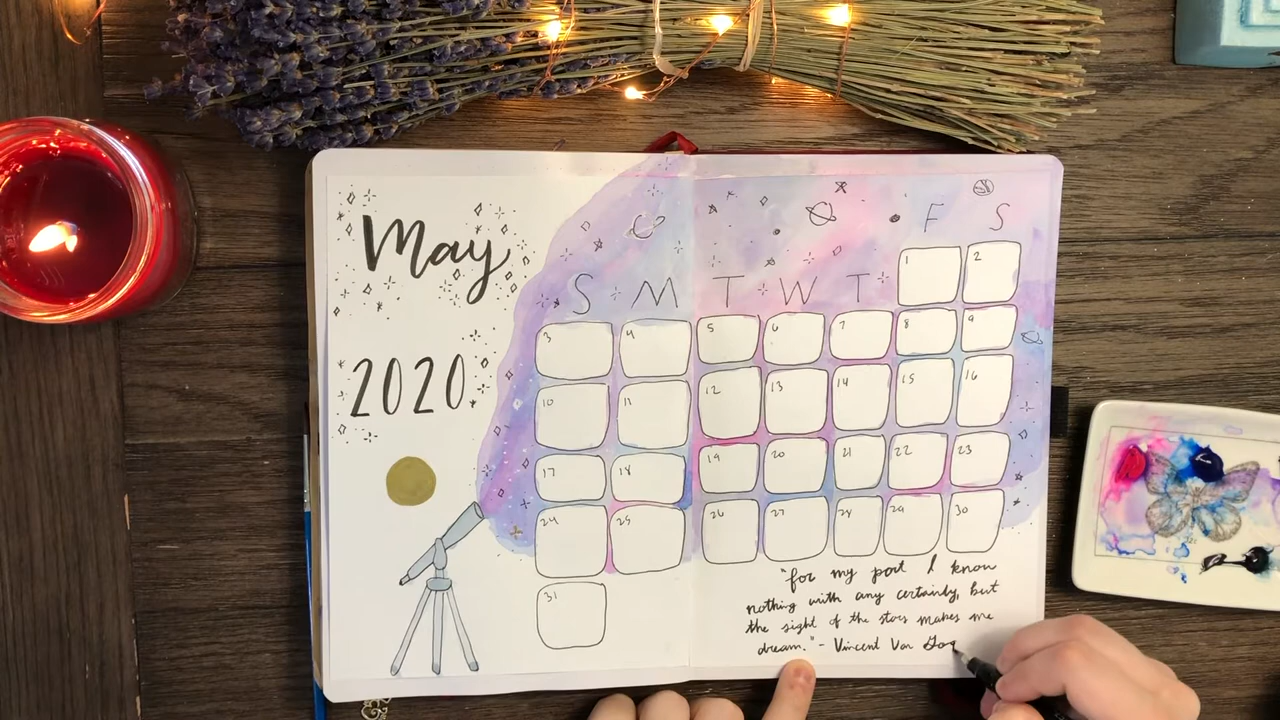 May
2020
F S
S M T W T
1 2
3 4 5 6 7 8 9
10 11 12 13 14 15 16
17 18 19 20 21 22 23
24 25 26 27 28 29 30
31
"for my part I know
nothing with any certainty, but
the sight of the stars makes me
dream." - Vincent Van Gog